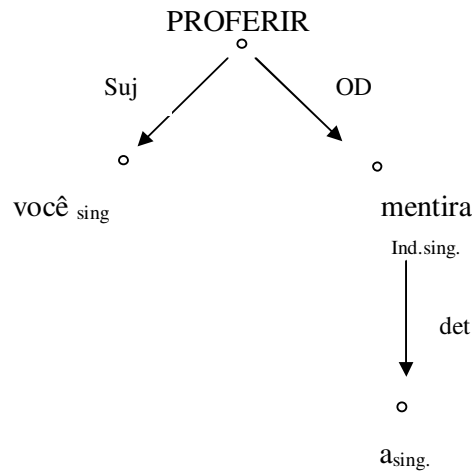 PROFERIR
Suj OD
você sing mentira
Ind.sing.
det
a sing.